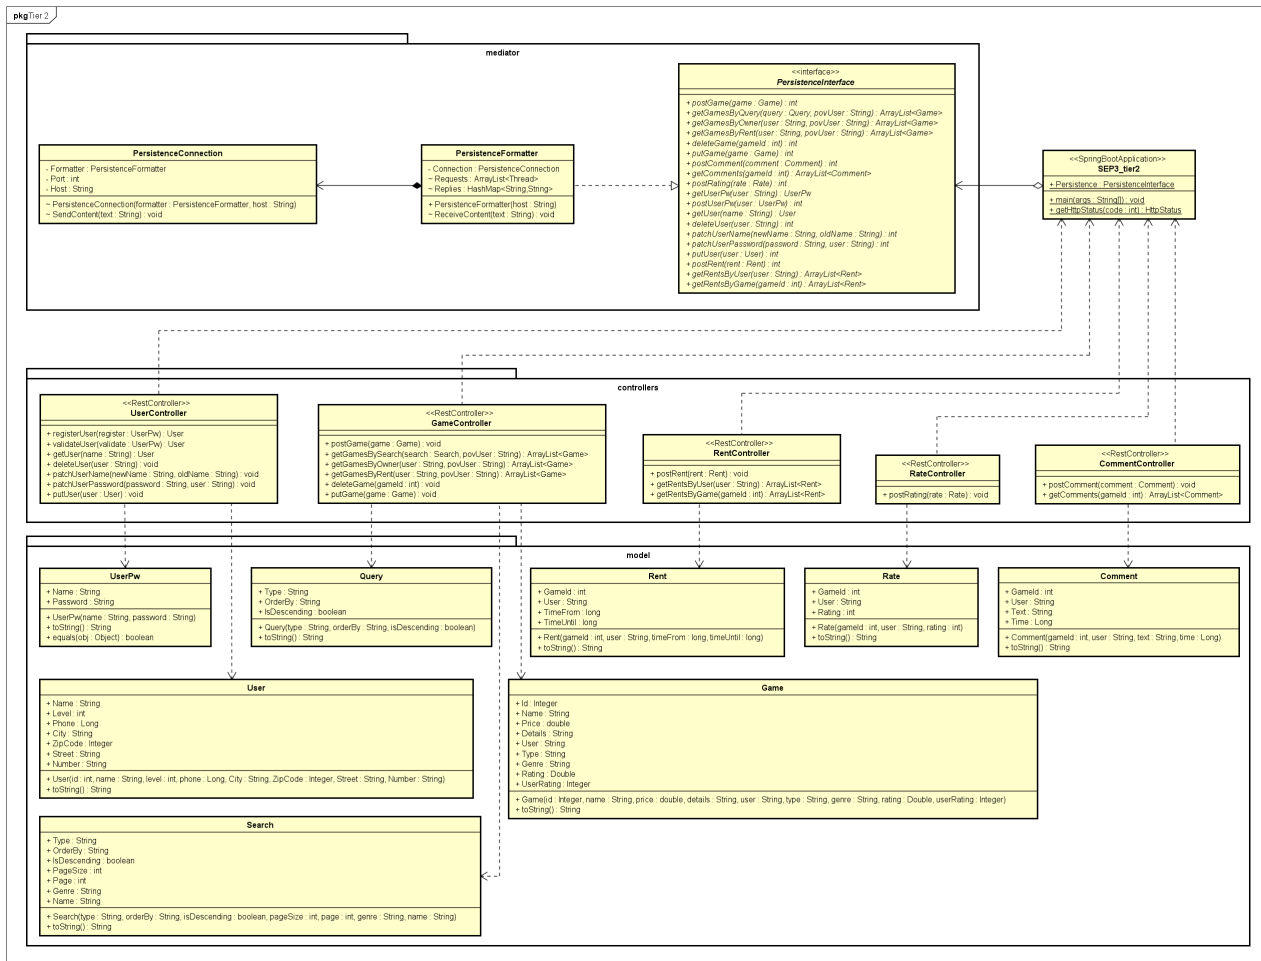 pkg Tier 2
mediator
<<interface>>
PersistenceInterface
+ postGame(game : Game) : int
+ getGamesByQuery(query : Query, povUser : String) : ArrayList<Game>
+ getGamesByOwner(user : String, povUser : String) : ArrayList<Game>
+ getGamesByRent(user : String, povUser : String) : ArrayList<Game>
+ deleteGame(gameId : int) : int
+ putGame(game : Game) : int
+ postComment(comment : Comment) : int
+ getComments(gameId : int) : ArrayList<Comment>
+ postRating(rate : Rate) : int
+ getUserPw(user : String) : UserPw
+ postUserPw(user : UserPw) : int
+ getUser(name : String) : User
+ deleteUser(user : String) : int
+ patchUserName(newName : String, oldName : String) : int
+ patchUserPassword(password : String, user : String) : int
+ putUser(user : User) : int
+ postRent(rent : Rent) : int
+ getRentsByUser(user : String) : ArrayList<Rent>
+ getRentsByGame(gameId : int) : ArrayList<Rent>
PersistenceConnection
- Formatter : PersistenceFormatter
- Port : int
- Host : String
~ PersistenceConnection(formatter : PersistenceFormatter, host : String)
~ SendContent(text : String) : void
PersistenceFormatter
- Connection : PersistenceConnection
~ Requests : ArrayList<Thread>
~ Replies : HashMap<String,String>
+ PersistenceFormatter(host : String)
~ ReceiveContent(text : String) : void
<<SpringBootApplication>>
SEP3_tier2
+ Persistence : PersistenceInterface
+ main(args : String[]) : void
+ getHttpStatus(code : int) : HttpStatus
controllers
<<RestController>>
UserController
+ registerUser(register : UserPw) : User
+ validateUser(validate : UserPw) : User
+ getUser(name : String) : User
+ deleteUser(user : String) : void
+ patchUserName(newName : String, oldName : String) : void
+ patchUserPassword(password : String, user : String) : void
+ putUser(user : User) : void
<<RestController>>
GameController
+ postGame(game : Game) : void
+ getGamesBySearch(search : Search, povUser : String) : ArrayList<Game>
+ getGamesByOwner(user : String, povUser : String) : ArrayList<Game>
+ getGamesByRent(user : String, povUser : String) : ArrayList<Game>
+ deleteGame(gameId : int) : void
+ putGame(game : Game) : void
<<RestController>>
RentController
+ postRent(rent : Rent) : void
+ getRentsByUser(user : String) : ArrayList<Rent>
+ getRentsByGame(gameId : int) : ArrayList<Rent>
<<RestController>>
RateController
+ postRating(rate : Rate) : void
<<RestController>>
CommentController
+ postComment(comment : Comment) : void
+ getComments(gameId : int) : ArrayList<Comment>
model
UserPw
+ Name : String
+ Password : String
+ UserPw(name : String, password : String)
+ toString() : String
+ equals(obj : Object) : boolean
Query
+ Type : String
+ OrderBy : String
+ IsDescending : boolean
+ Query(type : String, orderBy : String, isDescending : boolean)
+ toString() : String
Rent
+ GameId : int
+ User : String
+ TimeFrom : long
+ TimeUntil : long
+ Rent(gameId : int, user : String, timeFrom : long, timeUntil : long)
+ toString() : String
Rate
+ GameId : int
+ User : String
+ Rating : int
+ Rate(gameId : int, user : String, rating : int)
+ toString() : String
Comment
+ GameId : int
+ User : String
+ Text : String
+ Time : Long
+ Comment(gameId : int, user : String, text : String, time : Long)
+ toString() : String
User
+ Name : String
+ Level : int
+ Phone : Long
+ City : String
+ ZipCode : Integer
+ Street : String
+ Number : String
+ User(id : int, name : String, level : int, phone : Long, City : String, ZipCode : Integer, Street : String, Number : String)
+ toString() : String
Game
+ Id : Integer
+ Name : String
+ Price : double
+ Details : String
+ User : String
+ Type : String
+ Genre : String
+ Rating : Double
+ UserRating : Integer
+ Game(id : Integer, name : String, price : double, details : String, user : String, type : String, genre : String, rating : Double, userRating : Integer)
+ toString() : String
Search
+ Type : String
+ OrderBy : String
+ IsDescending : boolean
+ PageSize : int
+ Page : int
+ Genre : String
+ Name : String
+ Search(type : String, orderBy : String, isDescending : boolean, pageSize : int, page : int, genre : String, name : String)
+ toString() : String